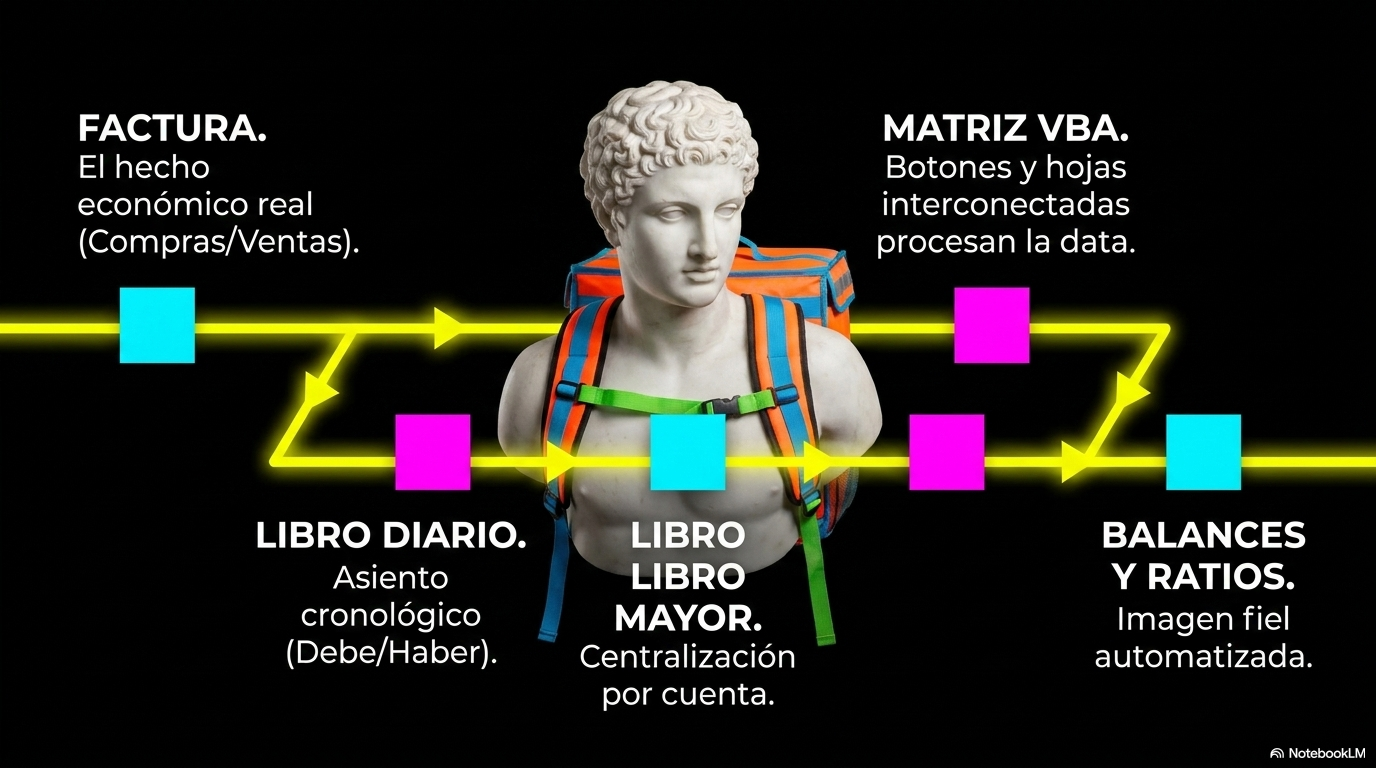 FACTURA.
El hecho
económico real
(Compras/Ventas).
MATRIZ VBA.
Botones y hojas
interconectadas
procesan la data.
LIBRO DIARIO.
Asiento
cronológico
(Debe/Haber).
LIBRO
LIBRO
MAYOR.
Centralización
por cuenta.
BALANCES
Y RATIOS.
Imagen fiel
automatizada.
NotebookLM